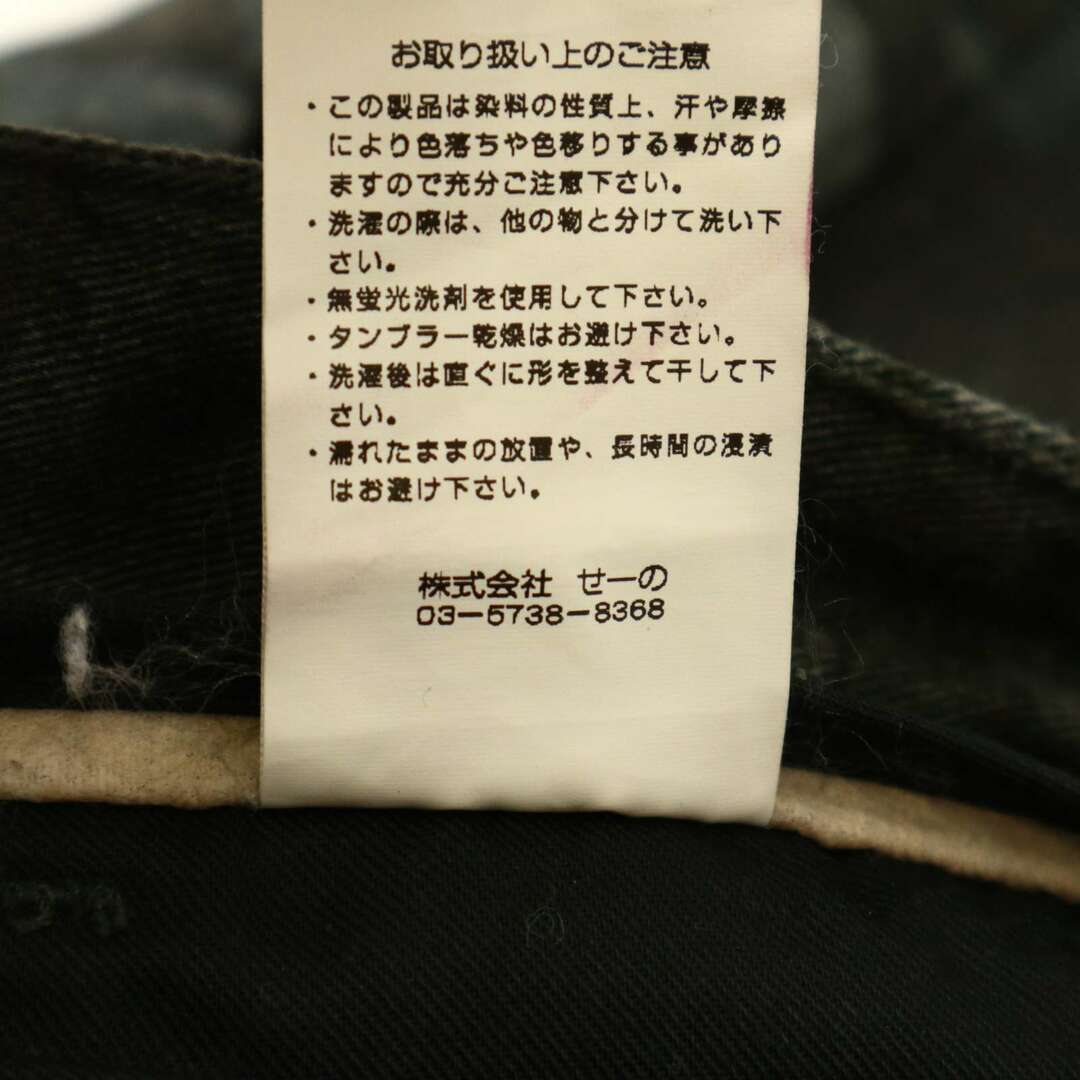 お取り扱い上のご注意
・この製品は染料の性質上、汗や摩擦
により色落ちや色移りする事があり
ますので充分ご注意下さい。
・洗濯の際は、他の物と分けて洗い下
さい。
・無蛍光洗剤を使用して下さい。
・タンブラー乾燥はお避け下さい。
・洗濯後は直ぐに形を整えて干して下
さい。
・濡れたままの放置や、長時間の浸漬
はお避け下さい。
株式会社 せーの
03-5738-8368